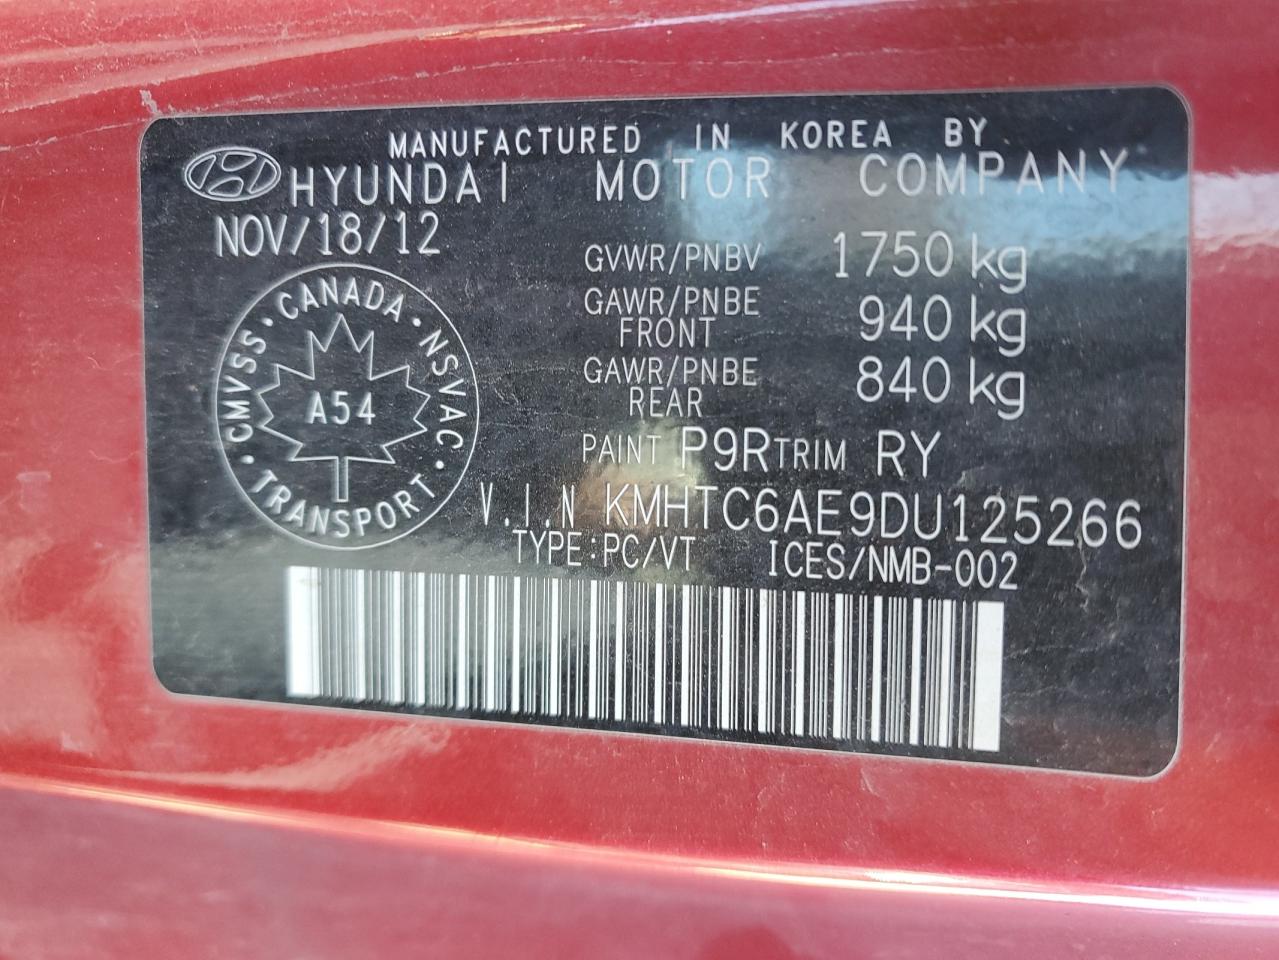 MANUFACTURED IN KOREA BY
HYUNDAI MOTOR COMPANY
NOV/18/12
GVWR/PNBV 1750 kg
GAWR/PNBE FRONT 940 kg
GAWR/PNBE REAR 840 kg
CMVSS · CANADA · NSVAC · TRANSPORT ·
A54
PAINT P9R TRIM RY
V.I.N KMHTC6AE9DU125266
TYPE:PC/VT ICES/NMB-002